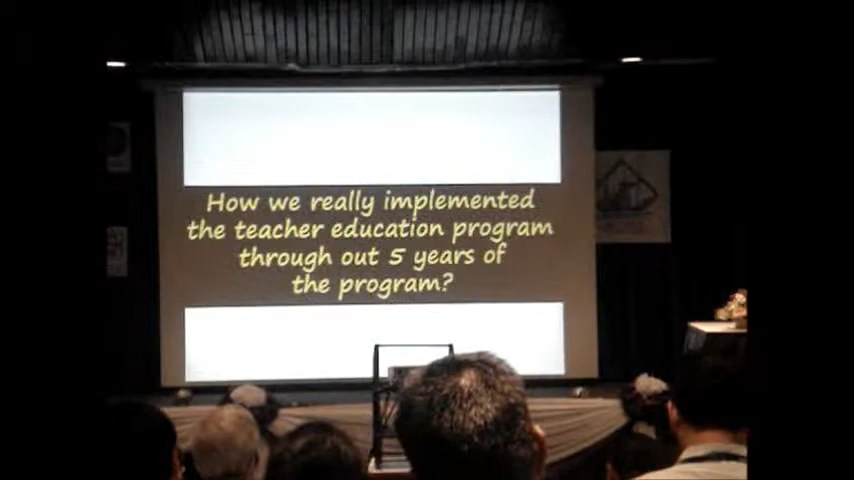 How we really implemented
the teacher education program
through out 5 years of
the program?